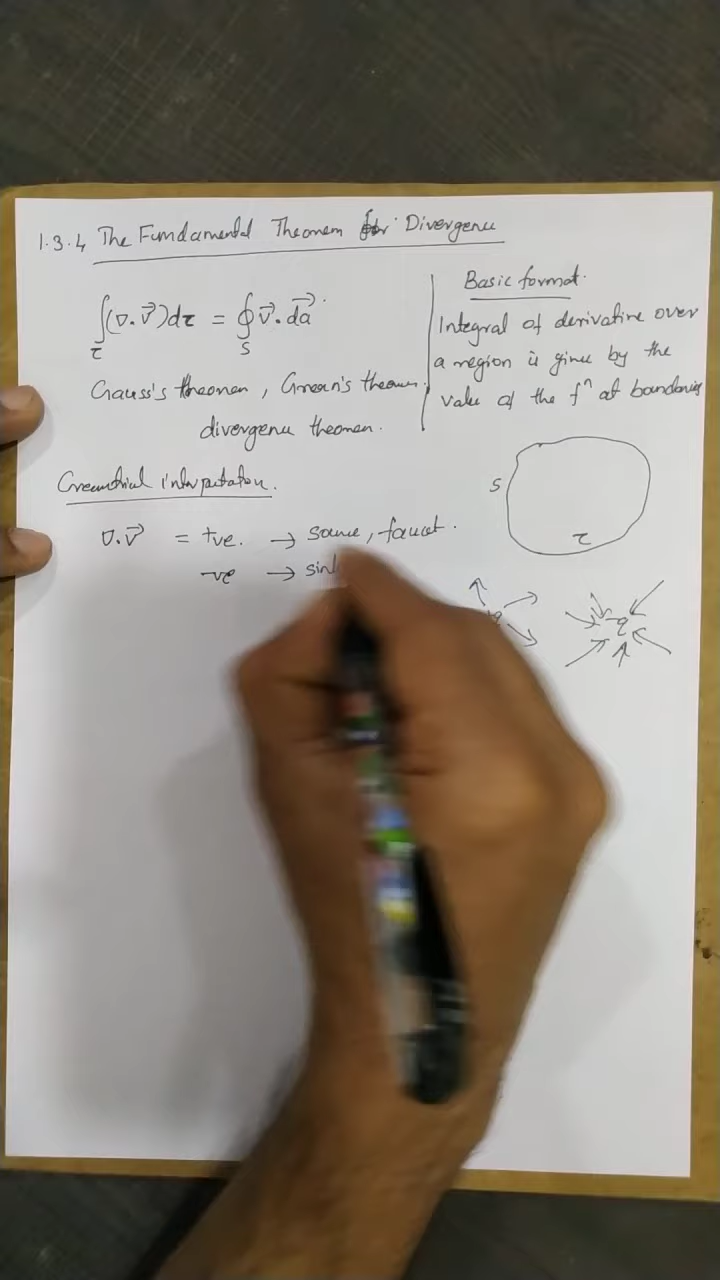 1.3.4 The Fundamental Theorem for Divergence
∫τ (∇.v⃗)dτ = ∮S v⃗.da⃗
Gauss's theorem, Green's theorem,
divergence theorem.
Basic format.
Integral of derivative over
a region is given by the
value of the fⁿ at boundaries
S
τ
Geometrical interpretation.
∇.v⃗ = +ve. → source, faucet.
-ve → sink
q
-q